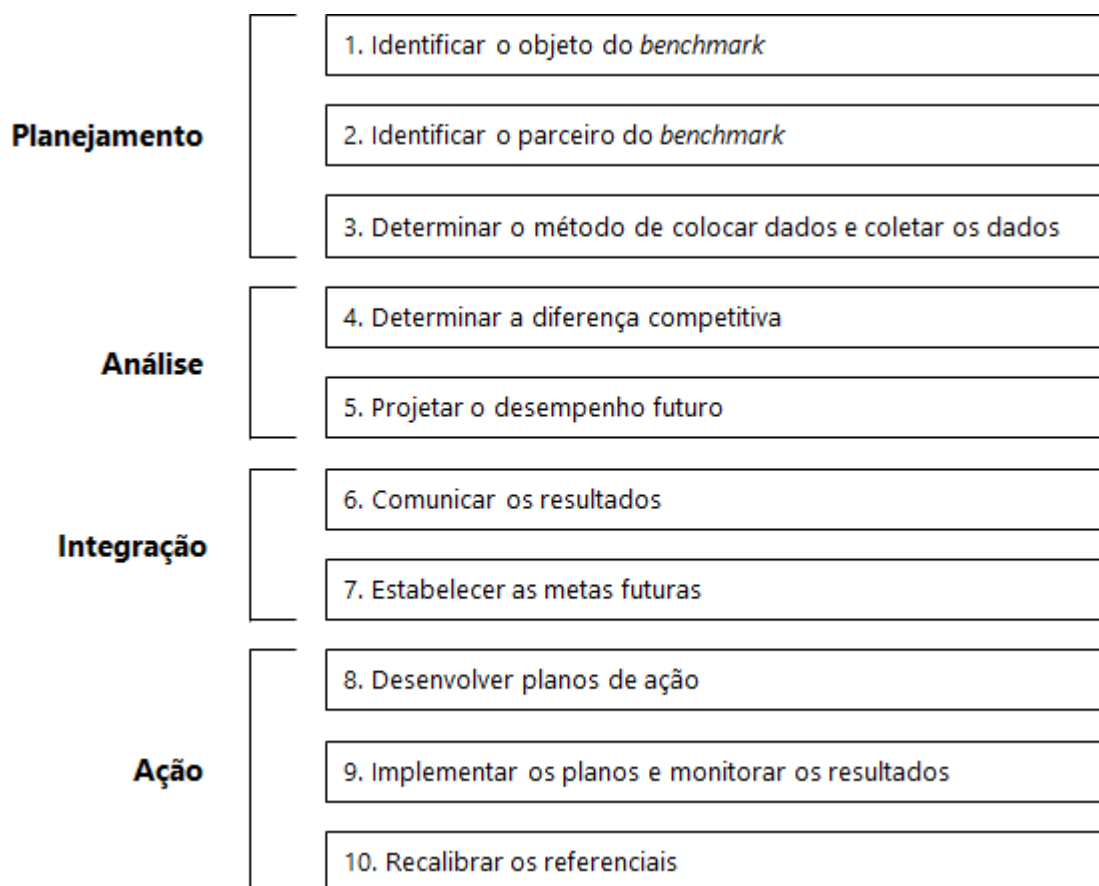 1. Identificar o objeto do benchmark
Planejamento
2. Identificar o parceiro do benchmark
3. Determinar o método de colocar dados e coletar os dados
4. Determinar a diferença competitiva
Análise
5. Projetar o desempenho futuro
6. Comunicar os resultados
Integração
7. Estabelecer as metas futuras
8. Desenvolver planos de ação
Ação
9. Implementar os planos e monitorar os resultados
10. Recalibrar os referenciais